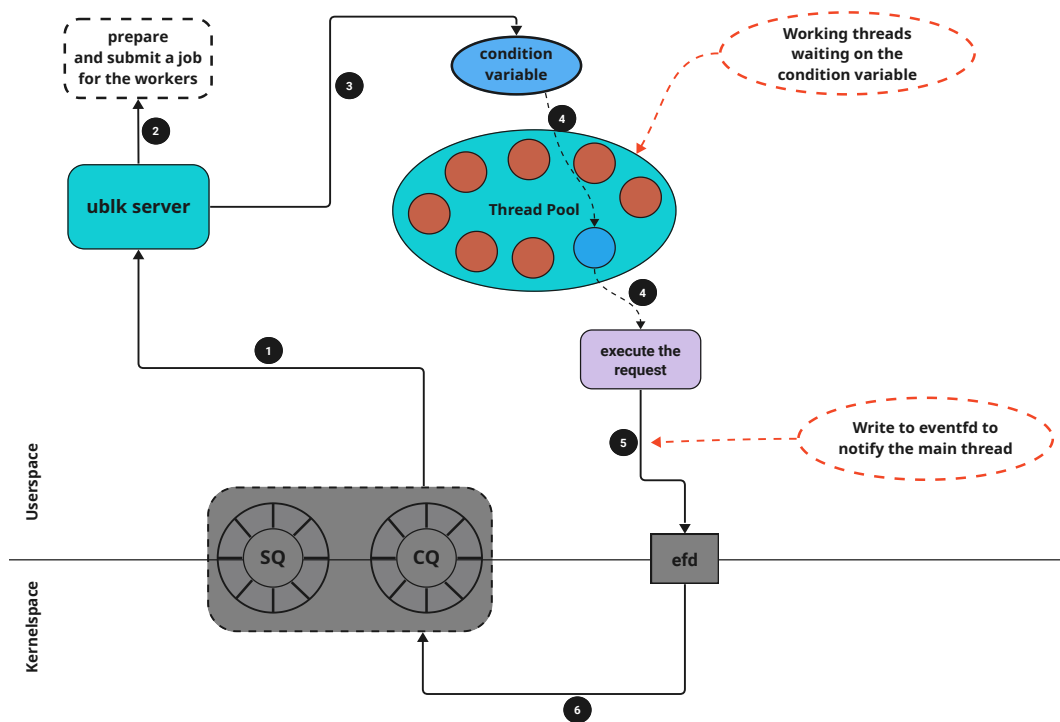 prepare
and submit a job
for the workers
condition
variable
Working threads
waiting on the
condition variable
3
4
2
ublk server
Thread Pool
4
1
execute the
request
5
Write to eventfd to
notify the main thread
Userspace
SQ
CQ
efd
Kernelspace
6